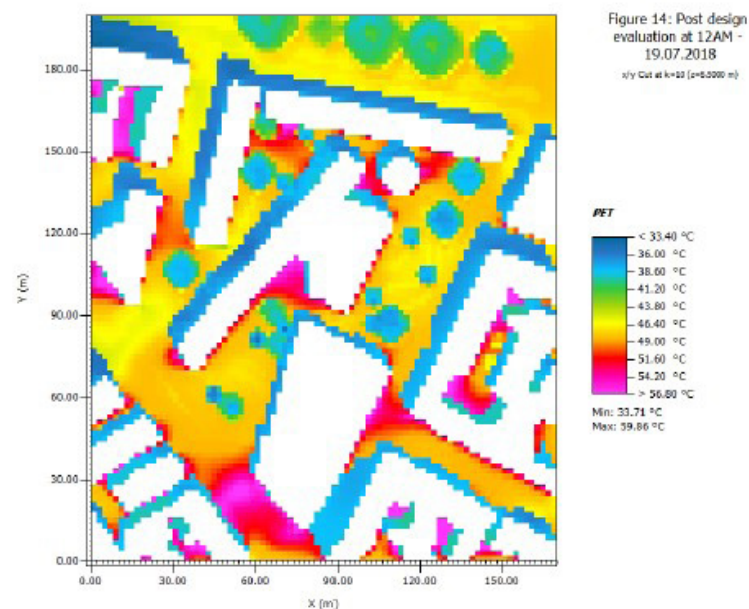 Figure 14: Post design
evaluation at 12AM -
19.07.2018
x/y Cut at k=10 (z=8.5000 m)
180.00
150.00
120.00
90.00
60.00
30.00
0.00
Y (m)
0.00 30.00 60.00 90.00 120.00 150.00
X (m)
PET
< 33.40 °C
36.00 °C
38.60 °C
41.20 °C
43.80 °C
46.40 °C
49.00 °C
51.60 °C
54.20 °C
> 56.80 °C
Min: 33.71 °C
Max: 59.86 °C